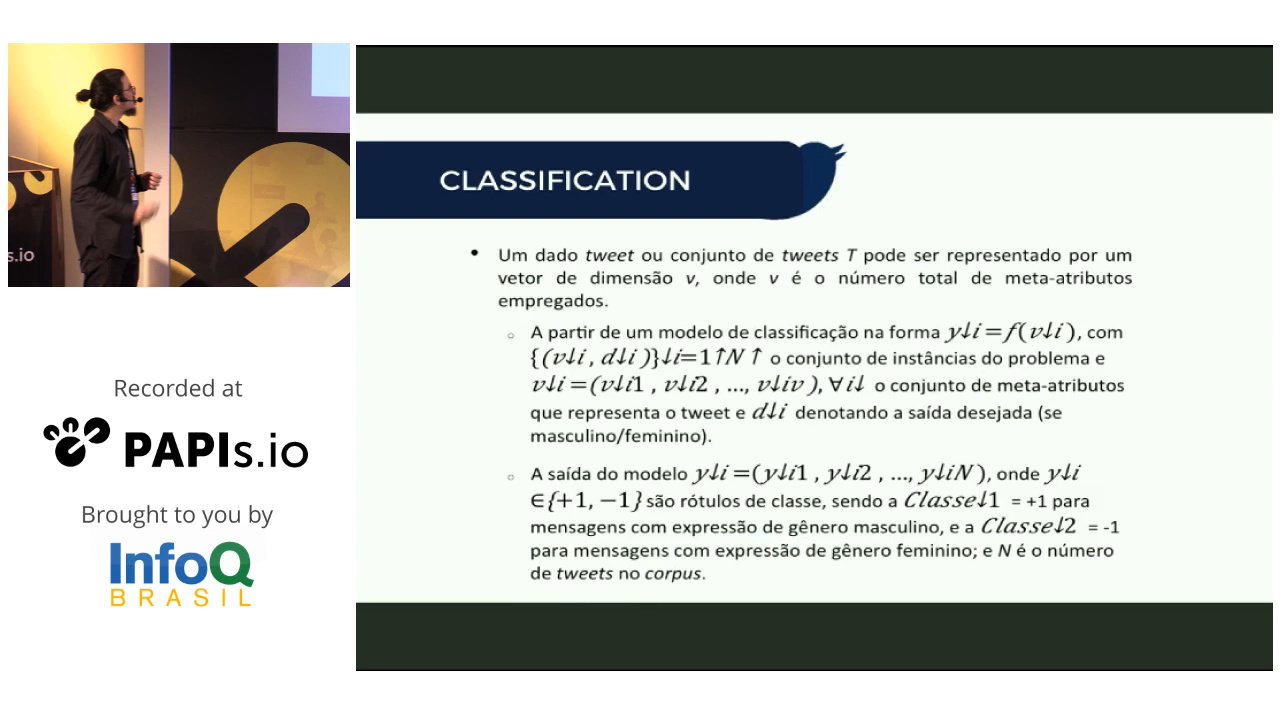 s.io
Recorded at
PAPIs.io
Brought to you by
InfoQ
BRASIL
CLASSIFICATION
• Um dado tweet ou conjunto de tweets T pode ser representado por um
vetor de dimensão v, onde v é o número total de meta-atributos
empregados.
○ A partir de um modelo de classificação na forma y↓i =f(v↓i ), com
{(v↓i , d↓i )}↓i=1↑N ↑ o conjunto de instâncias do problema e
v↓i =(v↓i1 , v↓i2 , ..., v↓iv ), ∀i↓ o conjunto de meta-atributos
que representa o tweet e d↓i denotando a saída desejada (se
masculino/feminino).
○ A saída do modelo y↓i =(y↓i1 , y↓i2 , ..., y↓iN ), onde y↓i
∈{+1, −1} são rótulos de classe, sendo a Classe↓1 = +1 para
mensagens com expressão de gênero masculino, e a Classe↓2 = -1
para mensagens com expressão de gênero feminino; e N é o número
de tweets no corpus.